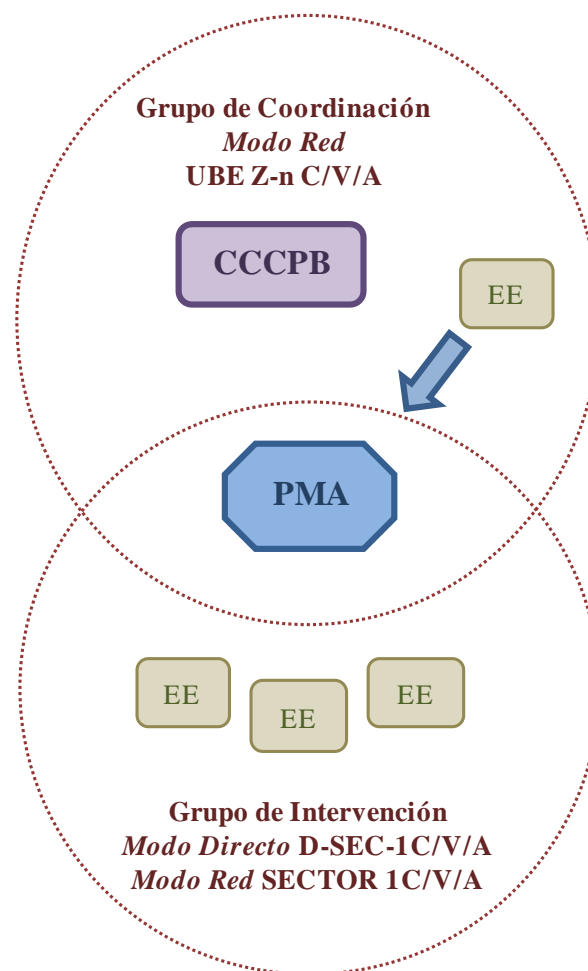 Grupo de Coordinación
Modo Red
UBE Z-n C/V/A
CCCPB
EE
PMA
EE
EE
EE
Grupo de Intervención
Modo Directo D-SEC-1C/V/A
Modo Red SECTOR 1C/V/A